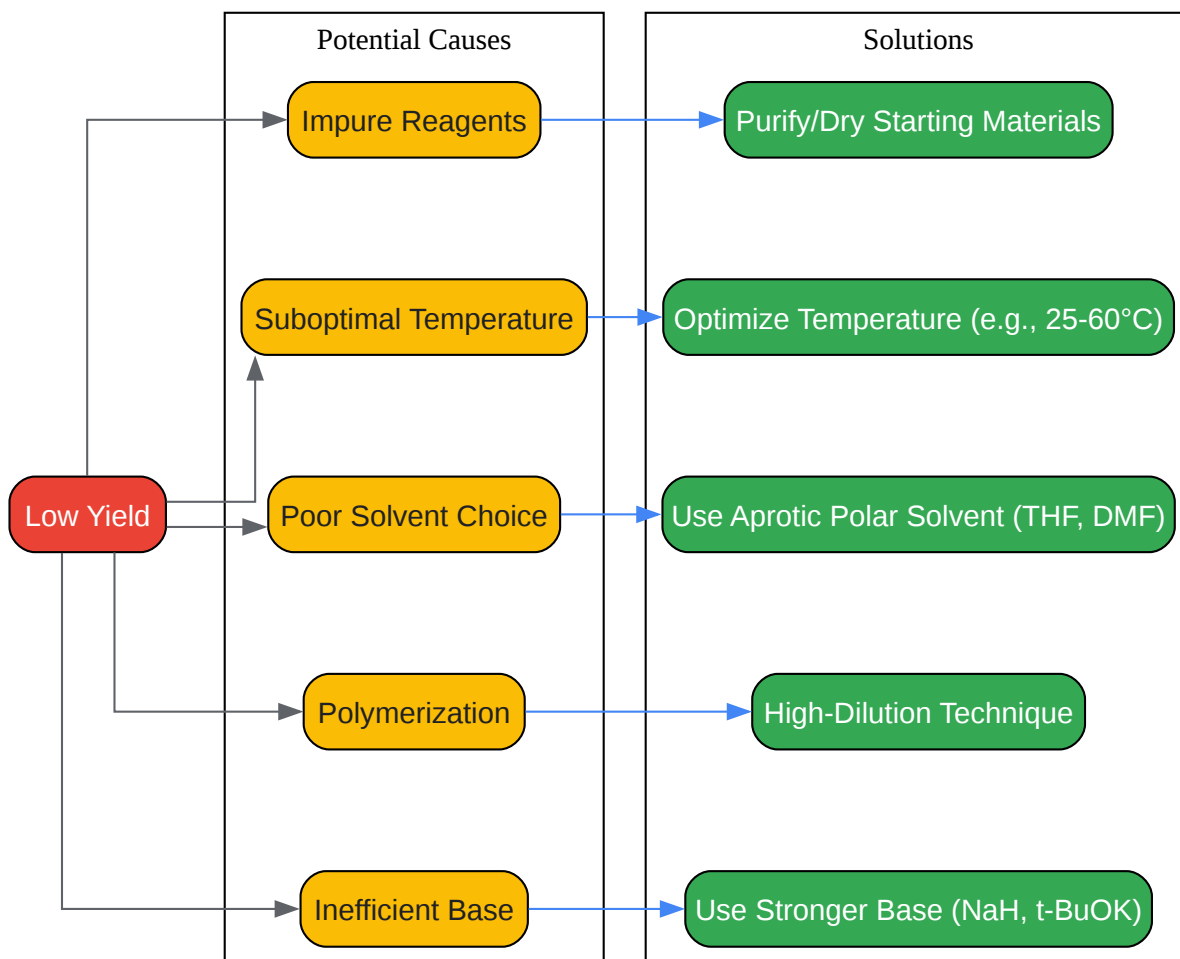 Potential Causes
Solutions
Impure Reagents
Purify/Dry Starting Materials
Suboptimal Temperature
Optimize Temperature (e.g., 25-60°C)
Low Yield
Poor Solvent Choice
Use Aprotic Polar Solvent (THF, DMF)
Polymerization
High-Dilution Technique
Inefficient Base
Use Stronger Base (NaH, t-BuOK)